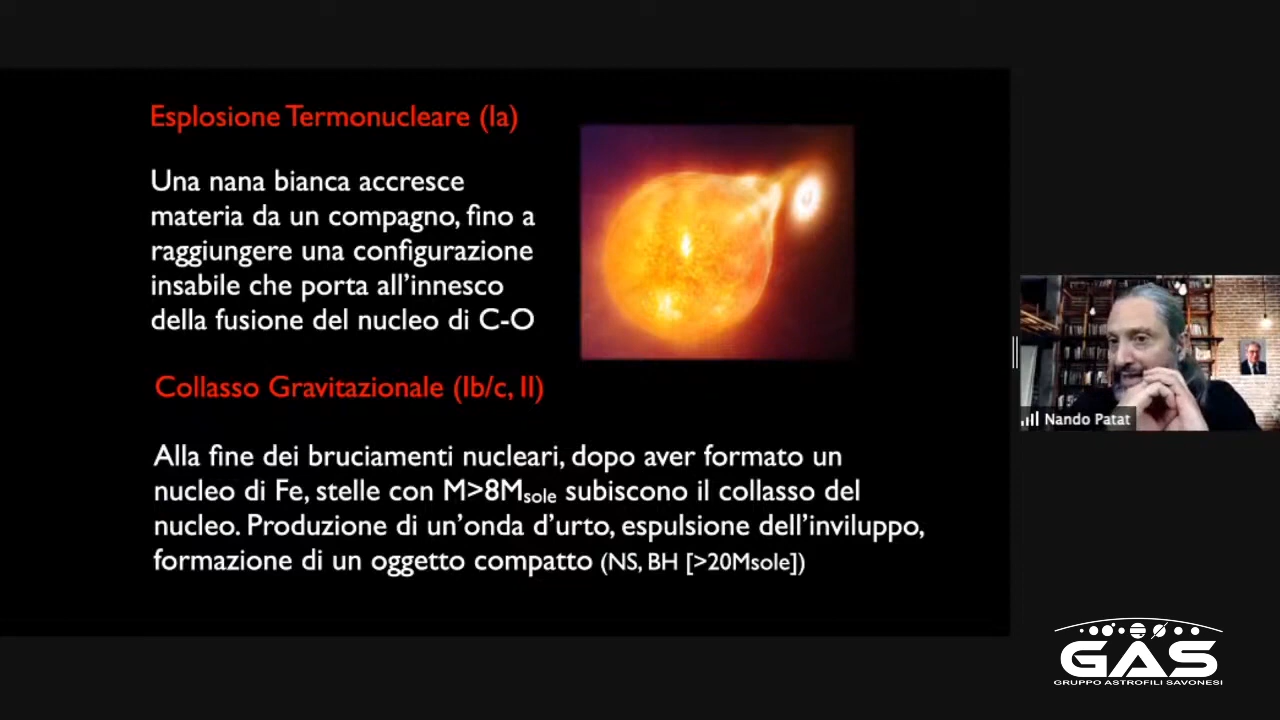 Esplosione Termonucleare (Ia)
Una nana bianca accresce
materia da un compagno, fino a
raggiungere una configurazione
insabile che porta all'innesco
della fusione del nucleo di C-O
Collasso Gravitazionale (Ib/c, II)
Alla fine dei bruciamenti nucleari, dopo aver formato un
nucleo di Fe, stelle con M>8Msole subiscono il collasso del
nucleo. Produzione di un'onda d'urto, espulsione dell'inviluppo,
formazione di un oggetto compatto (NS, BH [>20Msole])
Nando Patat
GAS
GRUPPO ASTROFILI SAVONESI